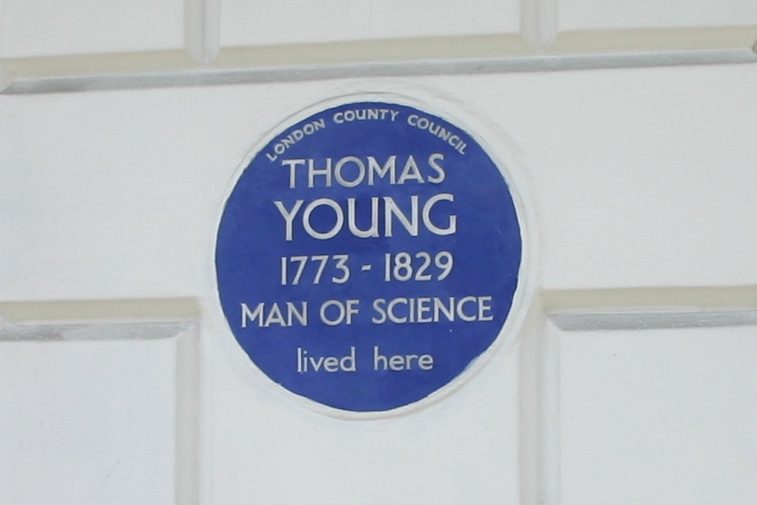 LONDON COUNTY COUNCIL
THOMAS
YOUNG
1773 - 1829
MAN OF SCIENCE
lived here